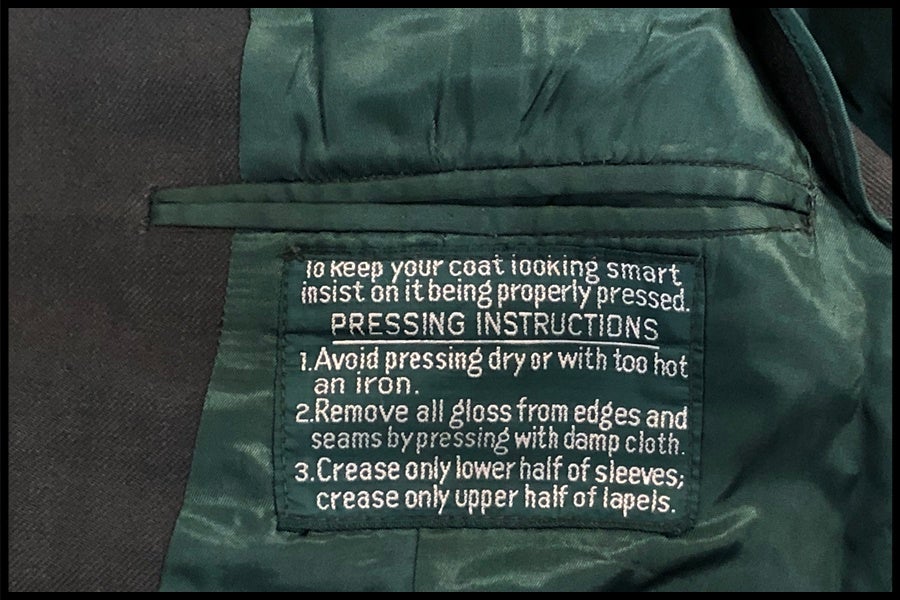 To keep your coat looking smart
insist on it being properly pressed.
PRESSING INSTRUCTIONS
1. Avoid pressing dry or with too hot
an iron.
2. Remove all gloss from edges and
seams by pressing with damp cloth.
3. Crease only lower half of sleeves;
crease only upper half of lapels.